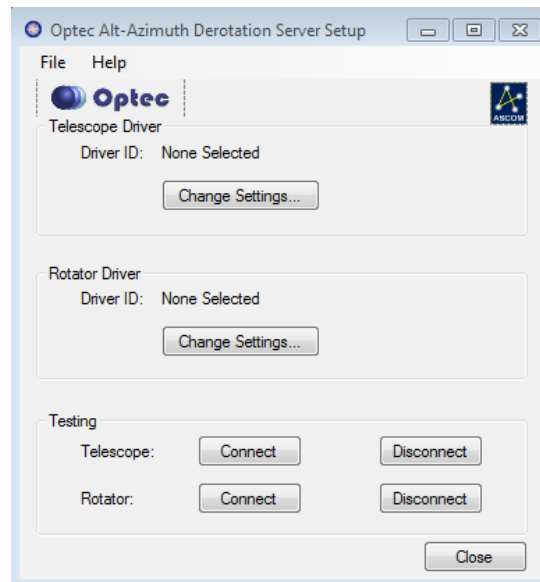 Optec Alt-Azimuth Derotation Server Setup
File Help
Optec
ASCOM
Telescope Driver
Driver ID: None Selected
Change Settings...
Rotator Driver
Driver ID: None Selected
Change Settings...
Testing
Telescope: Connect Disconnect
Rotator: Connect Disconnect
Close